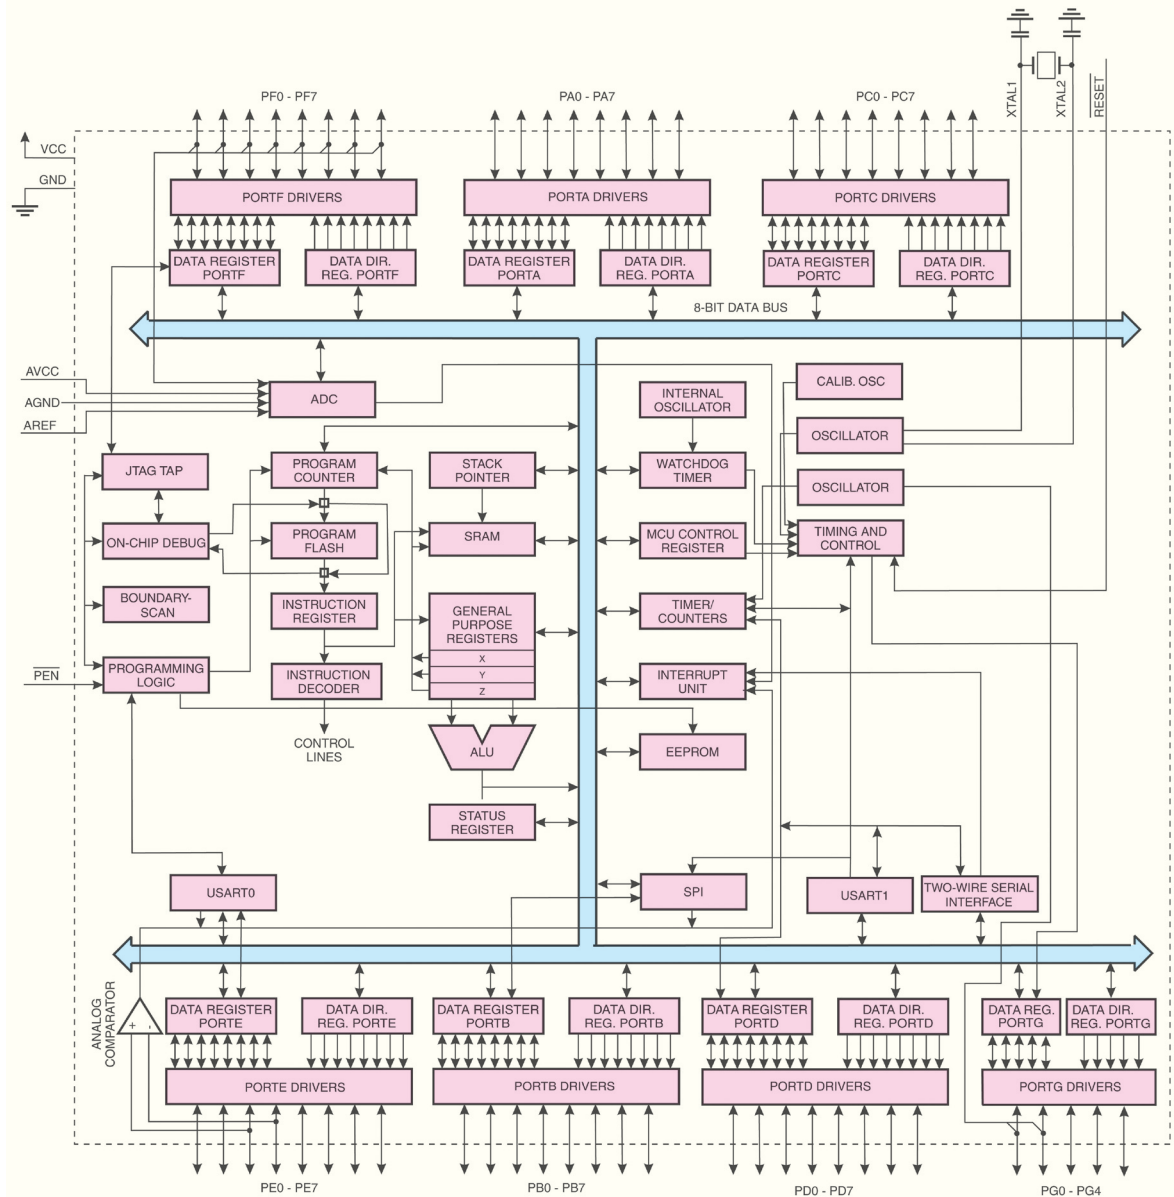 XTAL1
XTAL2
RESET
PF0 - PF7
PA0 - PA7
PC0 - PC7
VCC
GND
PORTF DRIVERS
PORTA DRIVERS
PORTC DRIVERS
DATA REGISTER
PORTF
DATA DIR.
REG. PORTF
DATA REGISTER
PORTA
DATA DIR.
REG. PORTA
DATA REGISTER
PORTC
DATA DIR.
REG. PORTC
8-BIT DATA BUS
AVCC
AGND
AREF
ADC
INTERNAL
OSCILLATOR
CALIB. OSC
OSCILLATOR
JTAG TAP
PROGRAM
COUNTER
STACK
POINTER
WATCHDOG
TIMER
OSCILLATOR
ON-CHIP DEBUG
PROGRAM
FLASH
SRAM
MCU CONTROL
REGISTER
TIMING AND
CONTROL
BOUNDARY-
SCAN
INSTRUCTION
REGISTER
GENERAL
PURPOSE
REGISTERS
X
Y
Z
TIMER/
COUNTERS
PEN
PROGRAMMING
LOGIC
INSTRUCTION
DECODER
INTERRUPT
UNIT
CONTROL
LINES
ALU
EEPROM
STATUS
REGISTER
USART0
SPI
USART1
TWO-WIRE SERIAL
INTERFACE
ANALOG
COMPARATOR
+ -
DATA REGISTER
PORTE
DATA DIR.
REG. PORTE
DATA REGISTER
PORTB
DATA DIR.
REG. PORTB
DATA REGISTER
PORTD
DATA DIR.
REG. PORTD
DATA REG.
PORTG
DATA DIR.
REG. PORTG
PORTE DRIVERS
PORTB DRIVERS
PORTD DRIVERS
PORTG DRIVERS
PE0 - PE7
PB0 - PB7
PD0 - PD7
PG0 - PG4